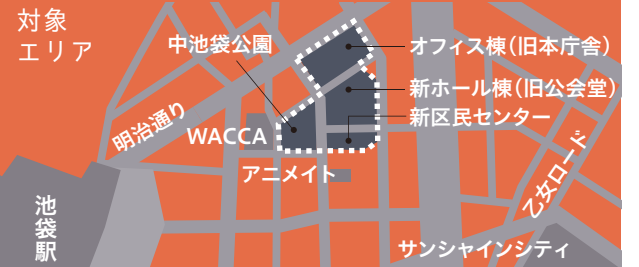 対象
エリア
中池袋公園
オフィス棟(旧本庁舎)
新ホール棟(旧公会堂)
新区民センター
明治通り
WACCA
アニメイト
乙女ロード
池袋駅
サンシャインシティ